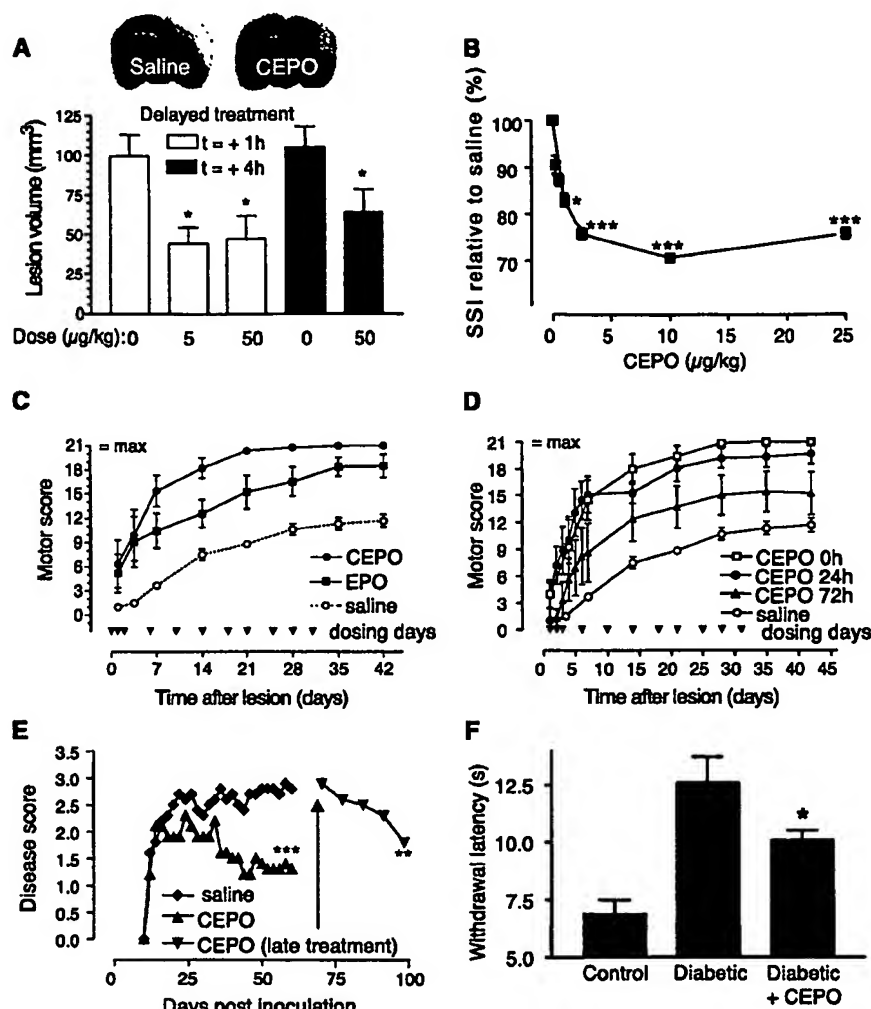 A
Saline
CEPO
Delayed treatment
t = + 1h
t = + 4h
Lesion volume (mm³)
125
100
75
50
25
0
*
*
*
Dose (µg/kg): 0 5 50 0 50
B
SSI relative to saline (%)
100
90
80
70
*
***
***
***
0 5 10 15 20 25
CEPO (µg/kg)
C
Motor score
21
18
15
12
9
6
3
0
= max
CEPO
EPO
saline
dosing days
0 7 14 21 28 35 42
Time after lesion (days)
D
Motor score
21
18
15
12
9
6
3
0
= max
CEPO 0h
CEPO 24h
CEPO 72h
saline
dosing days
0 5 10 15 20 25 30 35 40 45
Time after lesion (days)
E
Disease score
3.5
3.0
2.5
2.0
1.5
1.0
0.5
0.0
***
**
saline
CEPO
CEPO (late treatment)
0 25 50 75 100
Days post inoculation
F
Withdrawal latency (s)
12.5
10.0
7.5
5.0
*
Control Diabetic Diabetic
+ CEPO